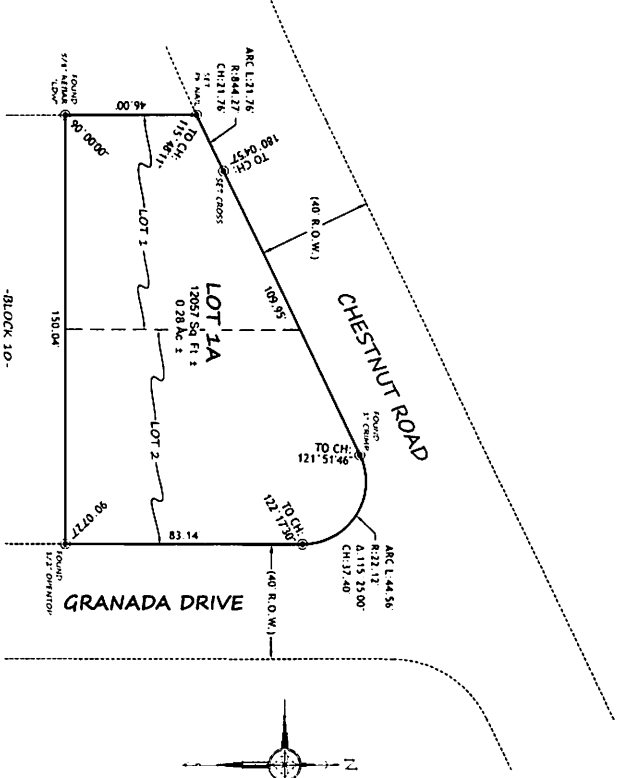 ARC L:21.76'
R:844.27'
CH:21.76'
SET
PK NAIL
FOUND
5/8" REBAR
"LDW"
46.00'
TO CH:
115°48'11"
180°04'57"
TO CH:
SET CROSS
(40' R.O.W.)
90°00'00"
LOT 1
109.95'
CHESTNUT ROAD
LOT 1A
12057 Sq Ft ±
0.28 Ac ±
-BLOCK 10-
150.04'
LOT 2
FOUND
1" CRIMP
TO CH:
121°51'46"
TO CH:
122°17'30"
ARC L:44.56'
R:22.12'
Δ:115°25'00"
CH:37.40'
90°07'27"
83.14'
FOUND
1/2" OPENTOP
GRANADA DRIVE
(40' R.O.W.)
N